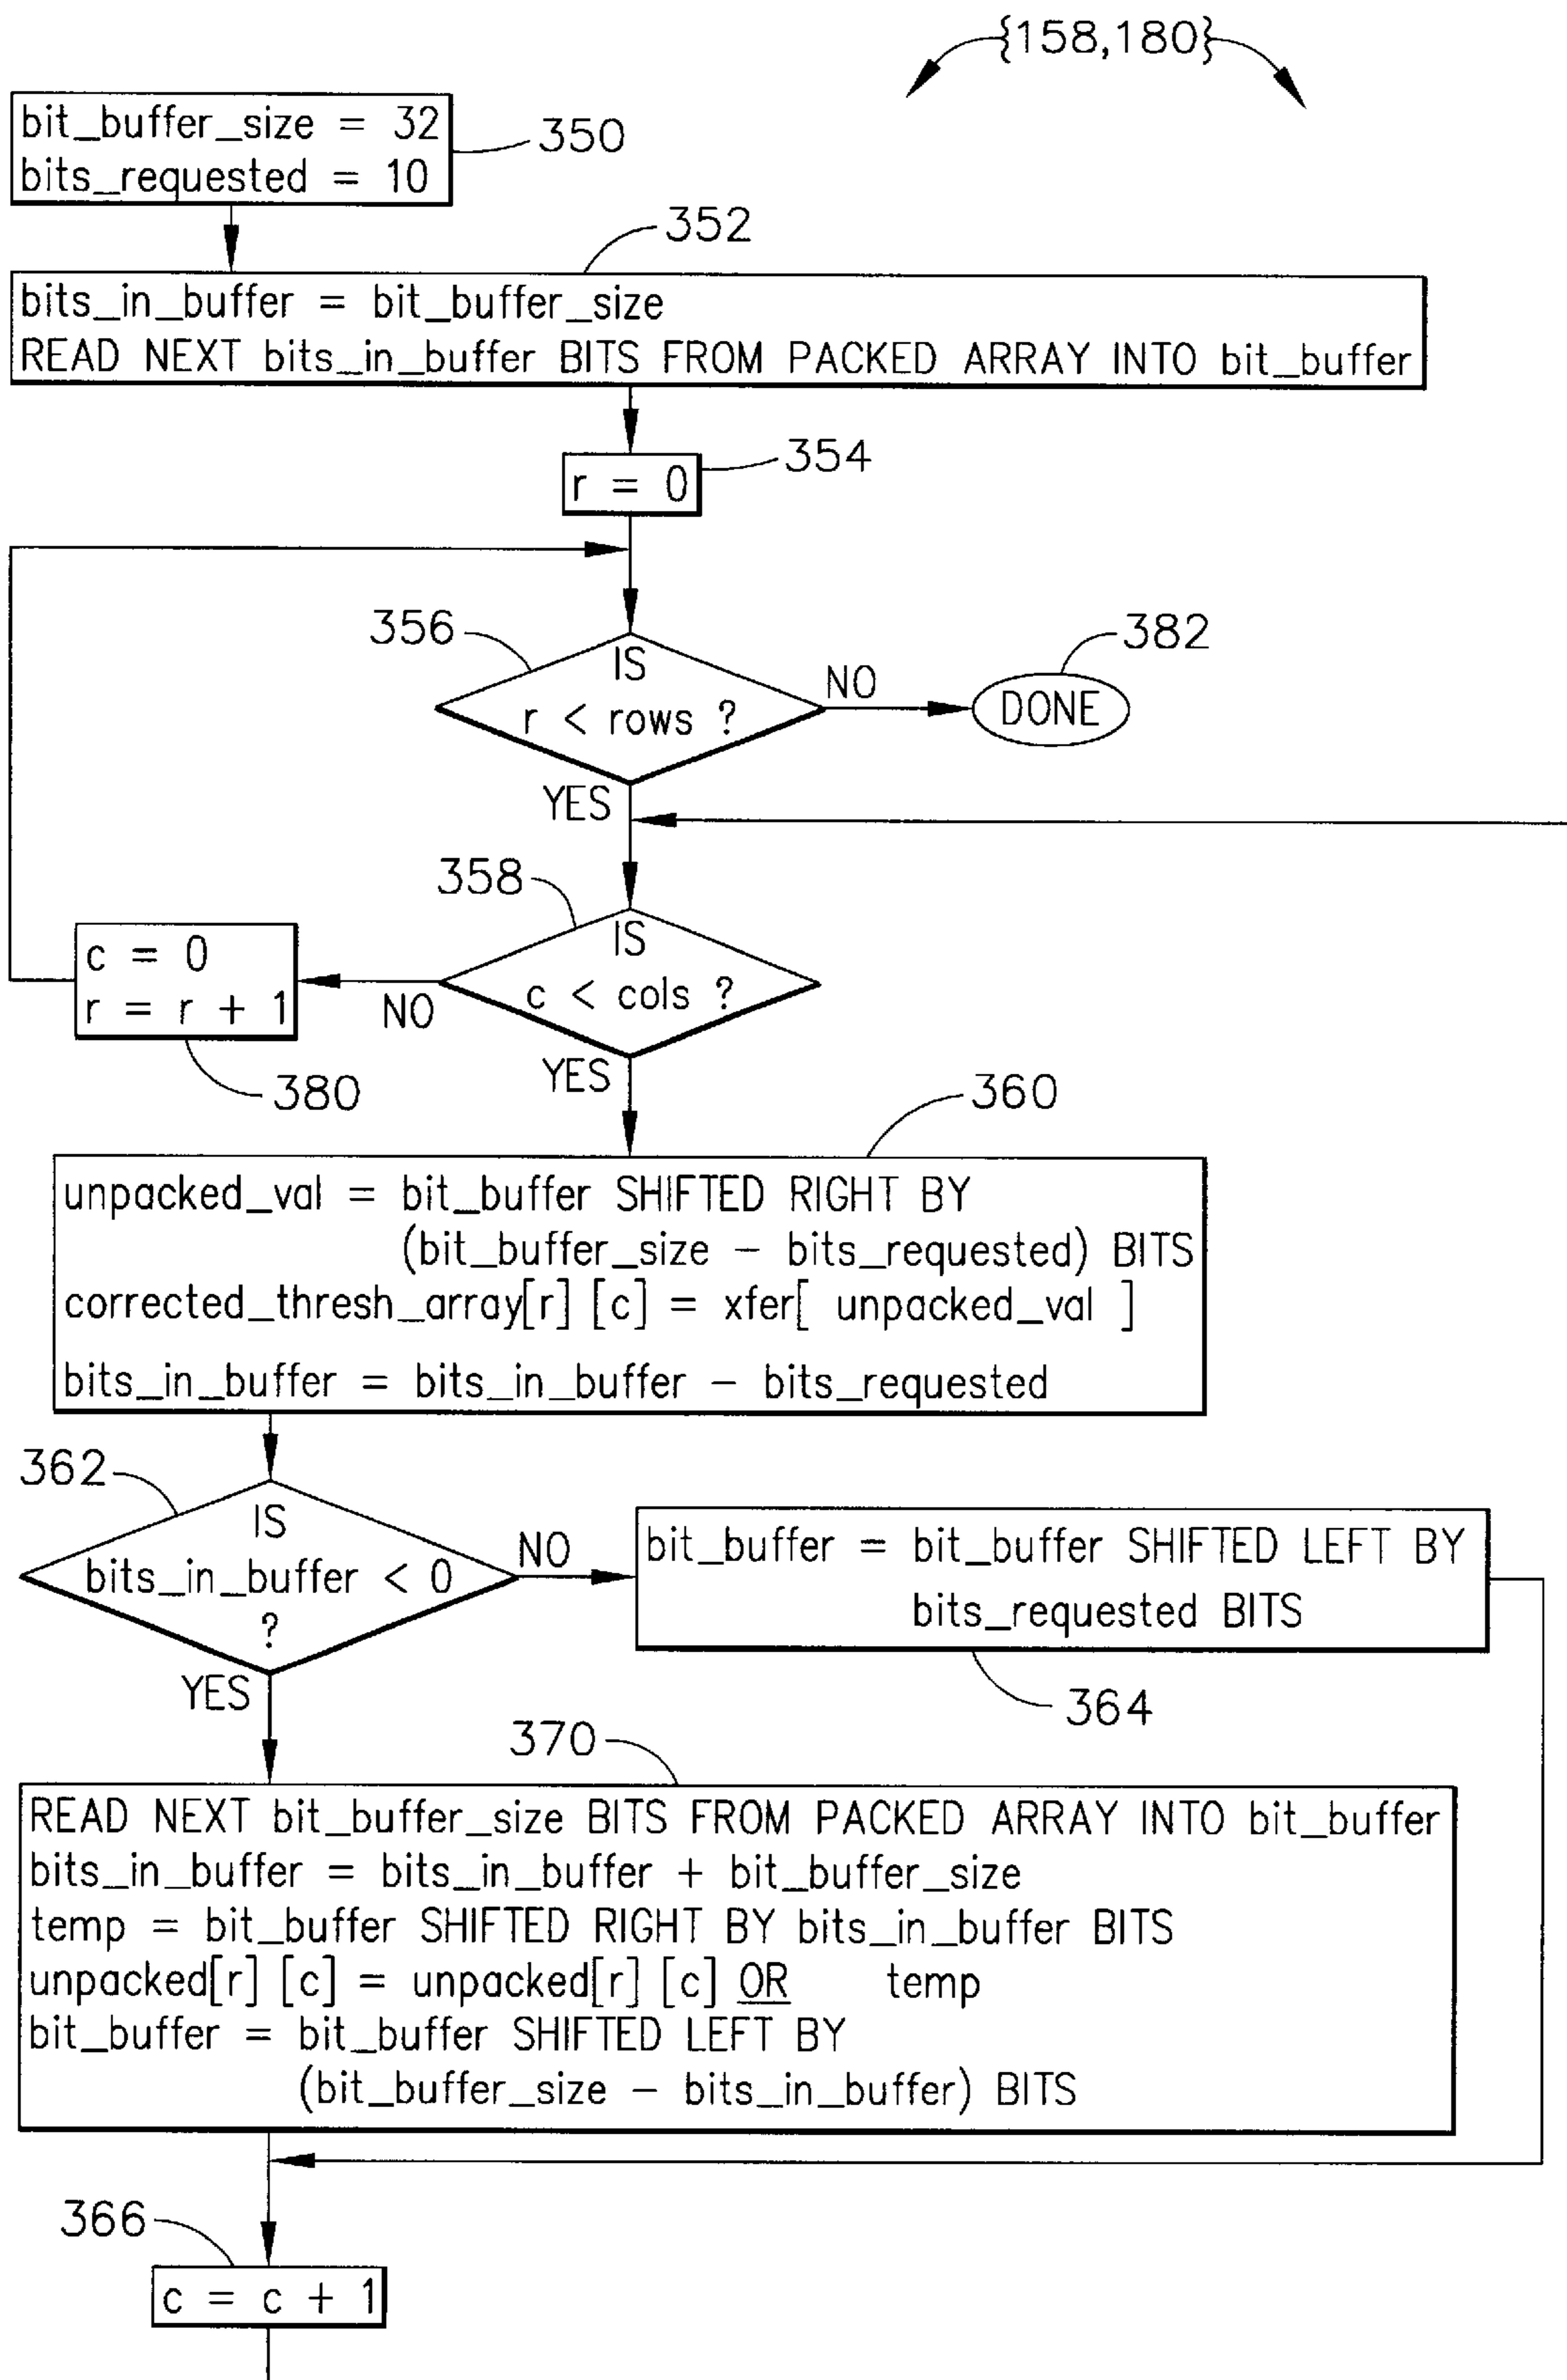 {158,180}
bit_buffer_size = 32
bits_requested = 10
350
352
bits_in_buffer = bit_buffer_size
READ NEXT bits_in_buffer BITS FROM PACKED ARRAY INTO bit_buffer
354
r = 0
356
IS
r < rows ?
NO
382
DONE
YES
358
IS
c < cols ?
NO
c = 0
r = r + 1
380
YES
360
unpacked_val = bit_buffer SHIFTED RIGHT BY
(bit_buffer_size - bits_requested) BITS
corrected_thresh_array[r] [c] = xfer[ unpacked_val ]
bits_in_buffer = bits_in_buffer - bits_requested
362
IS
bits_in_buffer < 0
?
NO
bit_buffer = bit_buffer SHIFTED LEFT BY
bits_requested BITS
364
YES
370
READ NEXT bit_buffer_size BITS FROM PACKED ARRAY INTO bit_buffer
bits_in_buffer = bits_in_buffer + bit_buffer_size
temp = bit_buffer SHIFTED RIGHT BY bits_in_buffer BITS
unpacked[r] [c] = unpacked[r] [c] OR temp
bit_buffer = bit_buffer SHIFTED LEFT BY
(bit_buffer_size - bits_in_buffer) BITS
366
c = c + 1